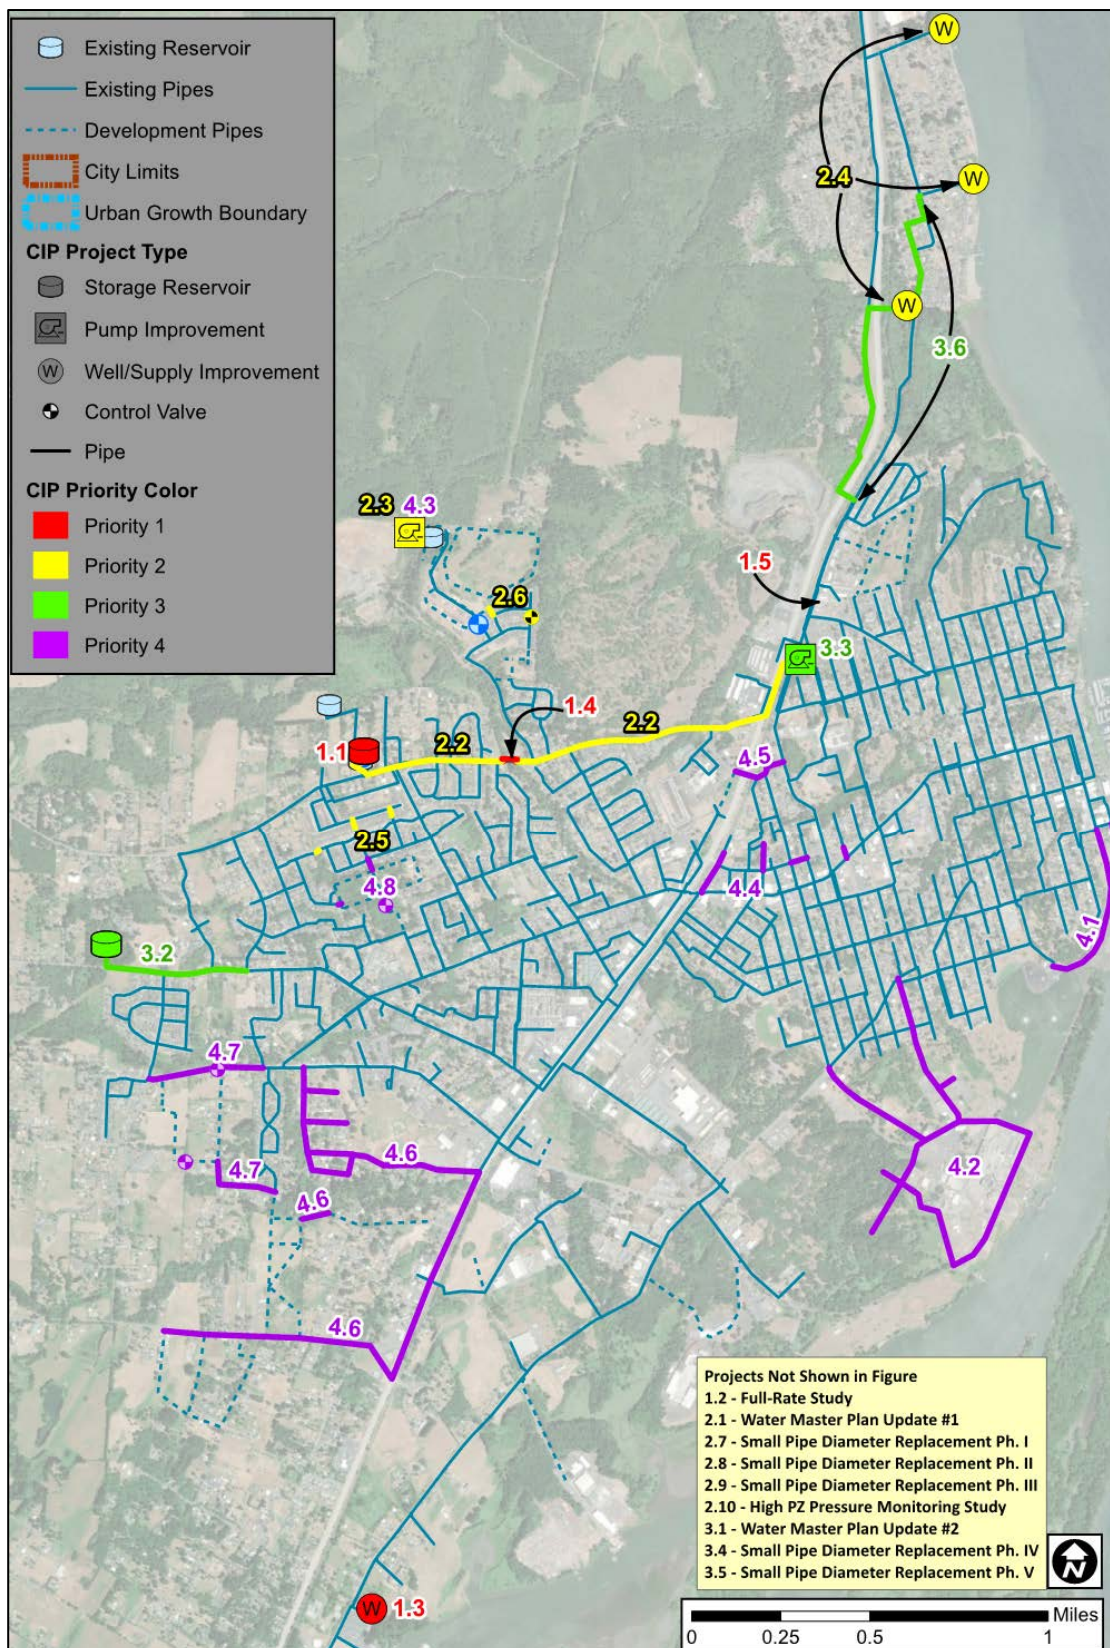 Existing Reservoir
Existing Pipes
Development Pipes
City Limits
Urban Growth Boundary
CIP Project Type
Storage Reservoir
Pump Improvement
W Well/Supply Improvement
Control Valve
Pipe
CIP Priority Color
Priority 1
Priority 2
Priority 3
Priority 4
W
2.4
W
W
3.6
2.3 4.3
1.5
2.6
3.3
1.4
2.2
1.1
2.2
4.5
2.5
4.8
4.4
4.1
3.2
4.7
4.6
4.7
4.6
4.2
4.6
W 1.3
Projects Not Shown in Figure
1.2 - Full-Rate Study
2.1 - Water Master Plan Update #1
2.7 - Small Pipe Diameter Replacement Ph. I
2.8 - Small Pipe Diameter Replacement Ph. II
2.9 - Small Pipe Diameter Replacement Ph. III
2.10 - High PZ Pressure Monitoring Study
3.1 - Water Master Plan Update #2
3.4 - Small Pipe Diameter Replacement Ph. IV
3.5 - Small Pipe Diameter Replacement Ph. V
N
Miles
0 0.25 0.5 1